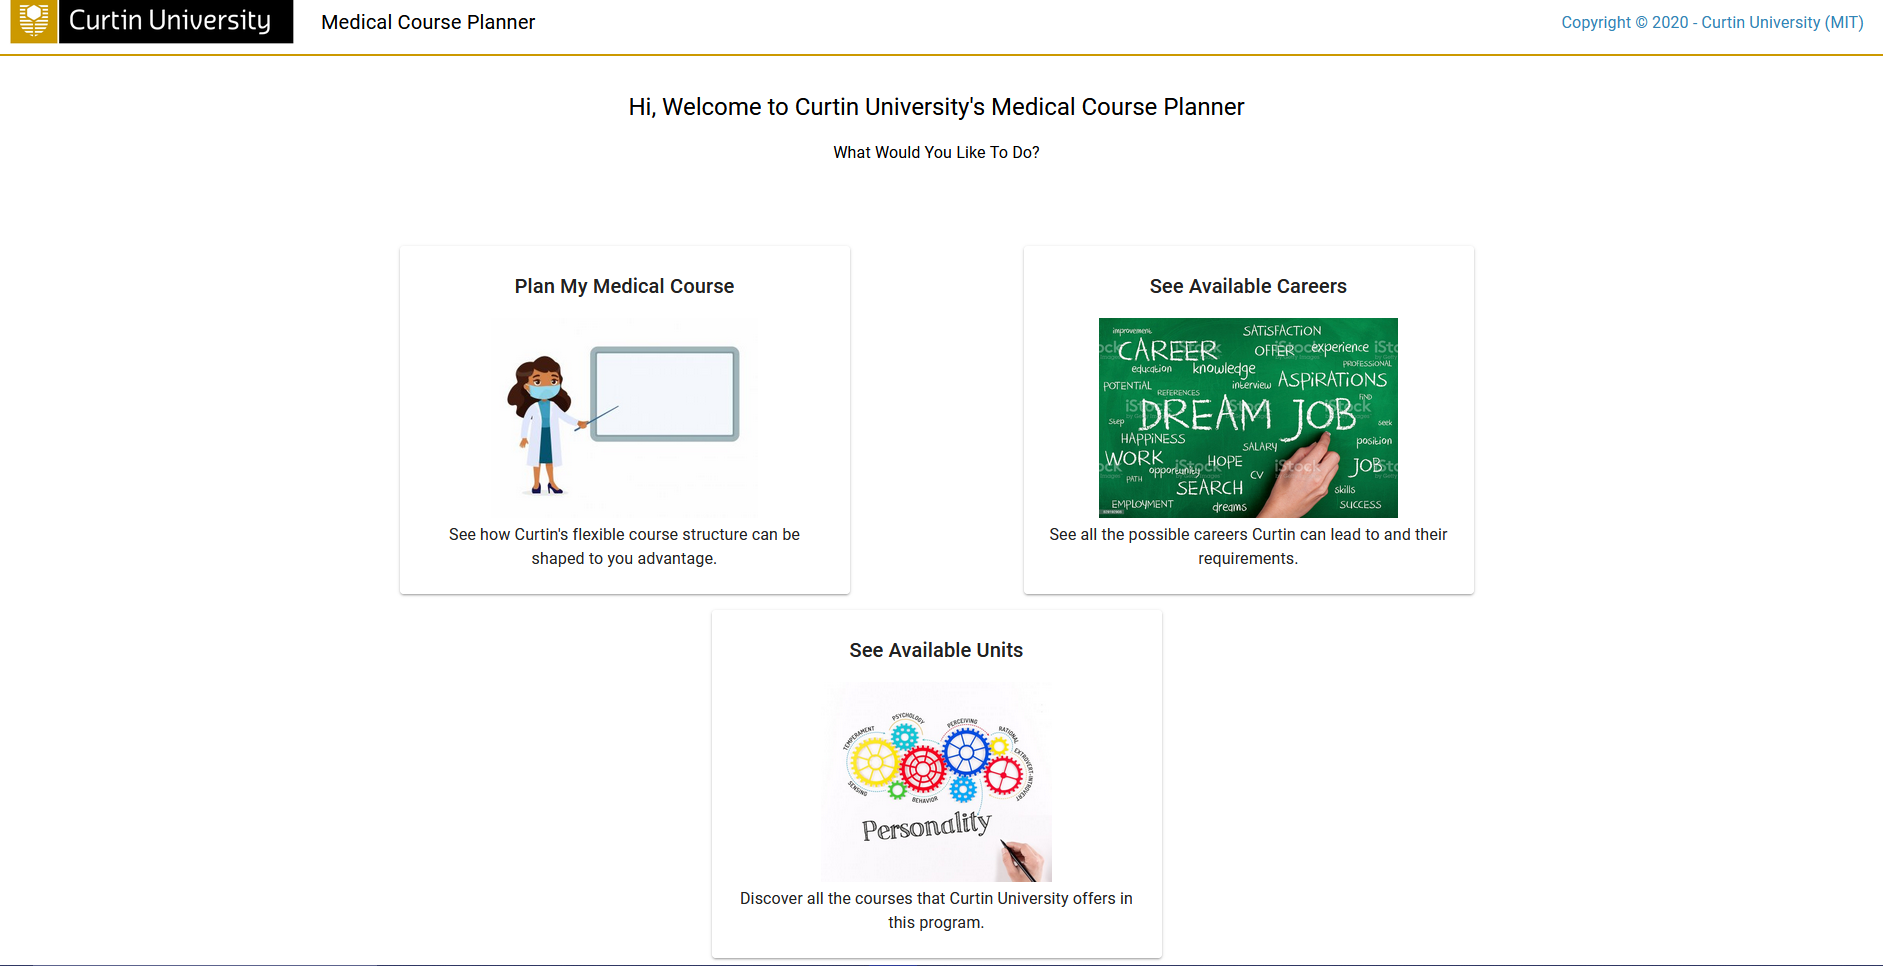 Curtin University
Medical Course Planner
Copyright © 2020 - Curtin University (MIT)
Hi, Welcome to Curtin University's Medical Course Planner
What Would You Like To Do?
Plan My Medical Course
See how Curtin's flexible course structure can be
shaped to you advantage.
See Available Careers
improvement
SATISFACTION
CAREER
OFFER
experience
PROFESSIONAL
education
knowledge
POTENTIAL
REFERENCES
interview
ASPIRATIONS
FIND
iStock
DREAM JOB
iStock
Step
seek
HAPPINESS
SALARY
position
WORK
opportunity
iStock
HOPE
iStock
JOB
PATH
CV
SEARCH
skills
EMPLOYMENT
dreams
SUCCESS
See all the possible careers Curtin can lead to and their
requirements.
See Available Units
TEMPERAMENT
PSYCHOLOGY
PERCEIVING
RATIONAL
EXTROVERT-INTROVERT
SENSING
BEHAVIOR
Personality
Discover all the courses that Curtin University offers in
this program.